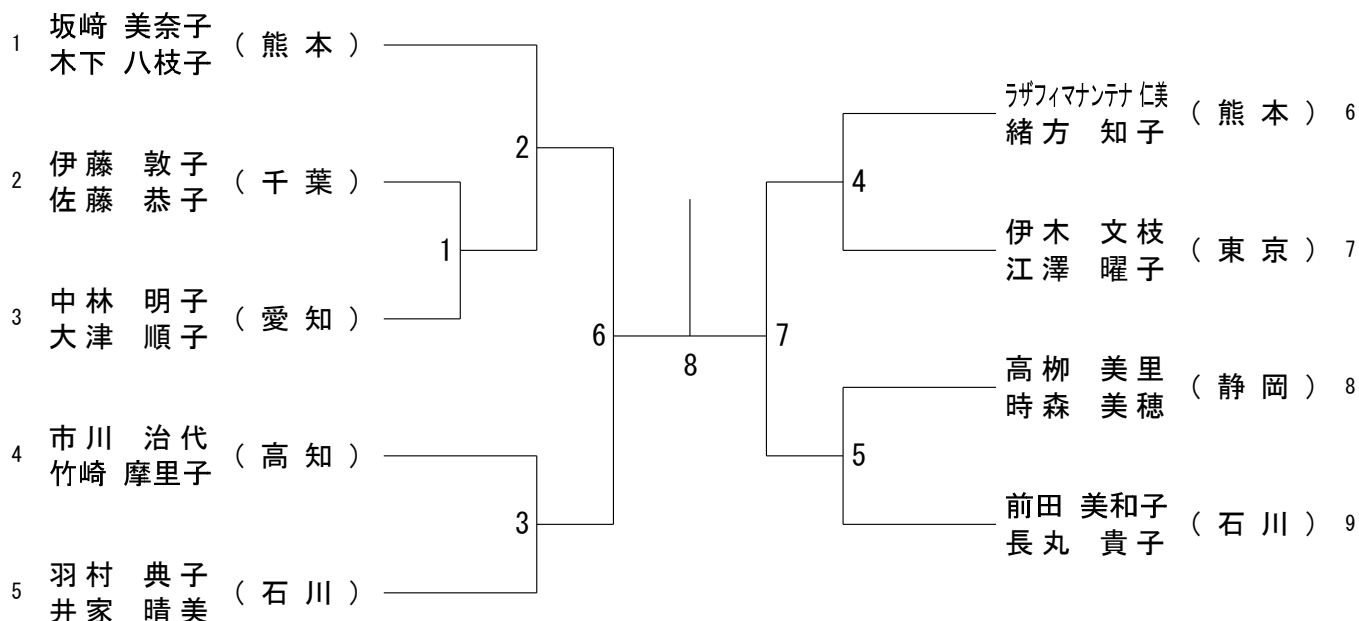 坂﨑 美奈子
1 (熊本)
木下 八枝子
伊藤 敦子
2 (千葉)
佐藤 恭子
中林 明子
3 (愛知)
大津 順子
市川 治代
4 (高知)
竹崎 摩里子
羽村 典子
5 (石川)
井家 晴美
2
1
6
3
8
7
4
5
ラザフィマナンテナ 仁美
(熊本) 6
緒方 知子
伊木 文枝
(東京) 7
江澤 曜子
高栁 美里
(静岡) 8
時森 美穂
前田 美和子
(石川) 9
長丸 貴子